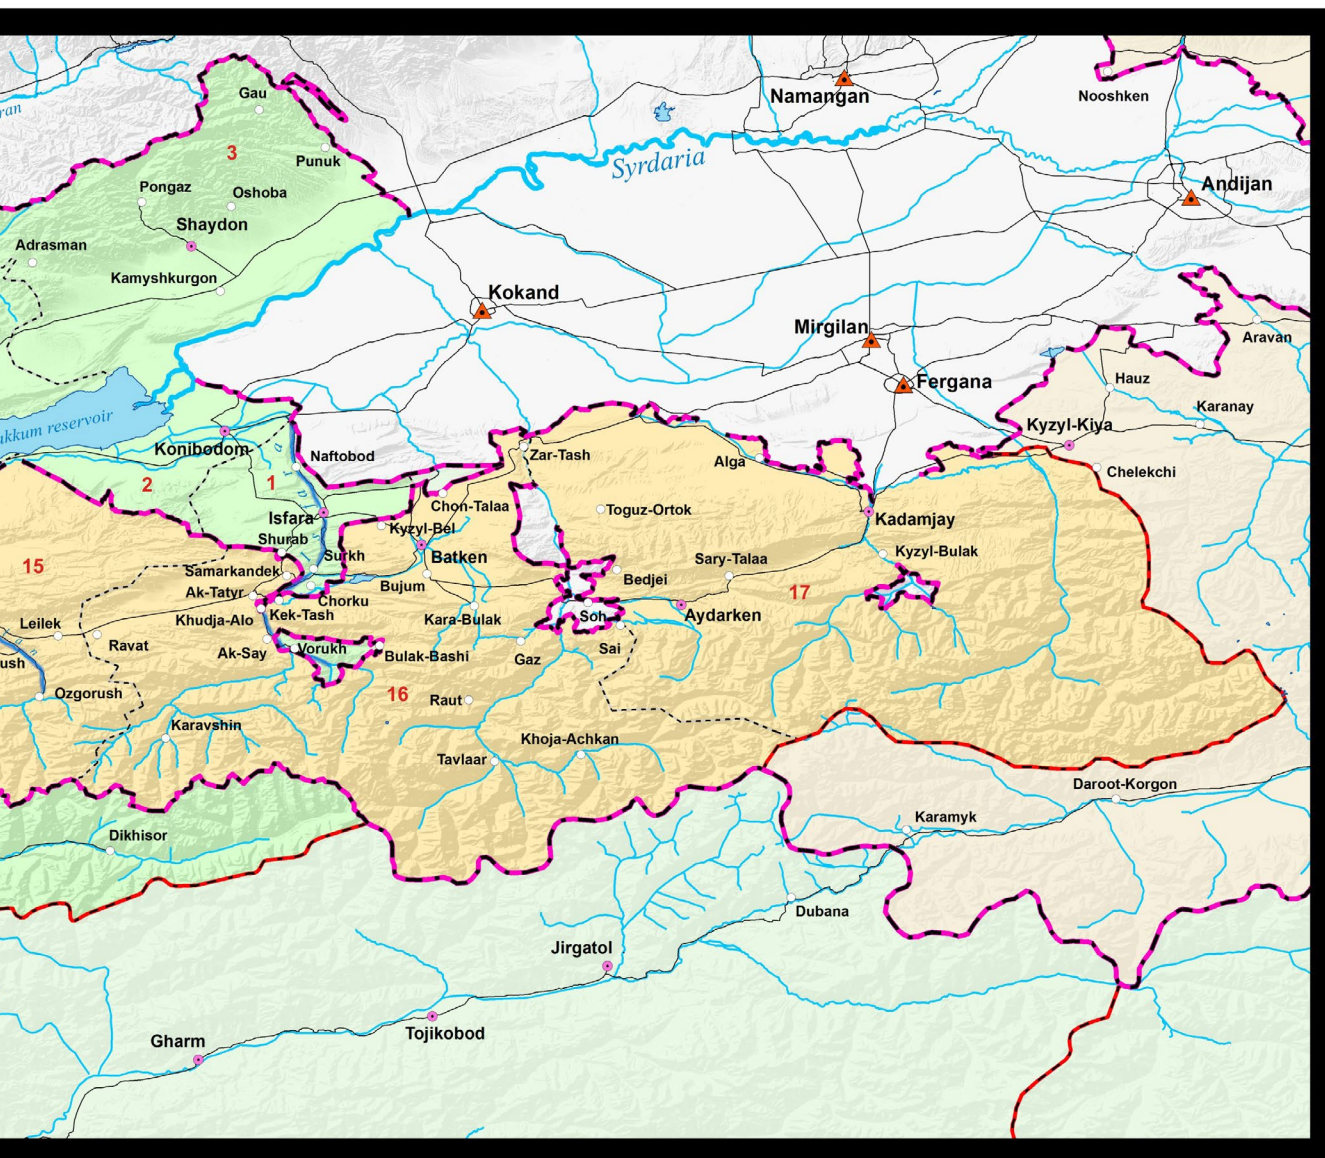 Gau
Namangan
Nooshken
ran
3
Punuk
Syrdaria
Pongaz
Oshoba
Andijan
Shaydon
Adrasman
Kamyshkurgon
Kokand
Mirgilan
Aravan
Hauz
Fergana
Karanay
akkum reservoir
Kyzyl-Kiya
Konibodom
Naftobod
Zar-Tash
Alga
Chelekchi
2
1
Chon-Talaa
Toguz-Ortok
Isfara
Kyzyl-Bel
Kadamjay
Shurab
Surkh
Batken
Kyzyl-Bulak
15
Samarkandek
Bujum
Bedjei
Sary-Talaa
17
Ak-Tatyr
Chorku
Kek-Tash
Khudja-Alo
Kara-Bulak
Soh
Aydarken
Leilek
Ravat
Ak-Say
Vorukh
Bulak-Bashi
Gaz
Sai
ush
Ozgorush
16
Raut
Karavshin
Khoja-Achkan
Tavlaar
Daroot-Korgon
Karamyk
Dikhisor
Dubana
Jirgatol
Tojikobod
Gharm